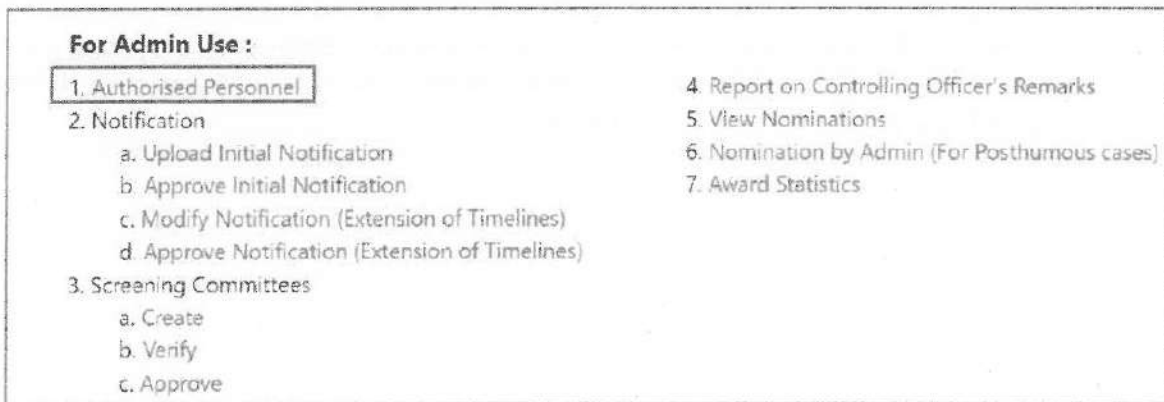 For Admin Use :
1. Authorised Personnel
2. Notification
a. Upload Initial Notification
b. Approve Initial Notification
c. Modify Notification (Extension of Timelines)
d. Approve Notification (Extension of Timelines)
3. Screening Committees
a. Create
b. Verify
c. Approve
4. Report on Controlling Officer's Remarks
5. View Nominations
6. Nomination by Admin (For Posthumous cases)
7. Award Statistics